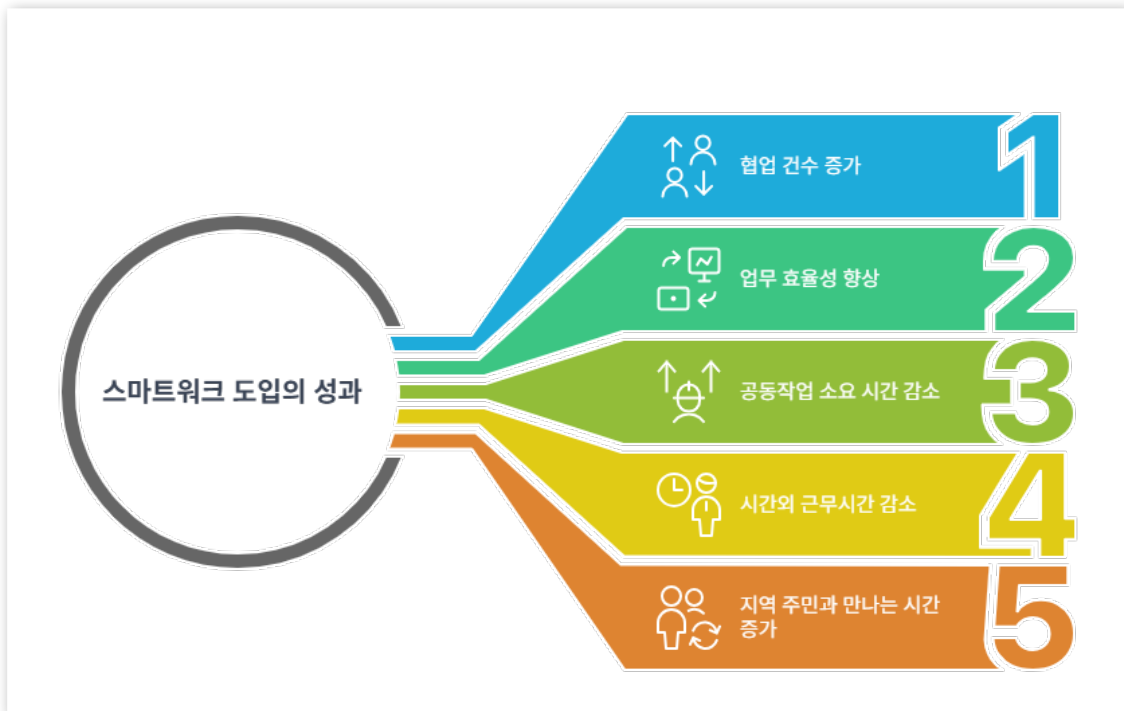 스마트워크 도입의 성과
협업 건수 증가
1
업무 효율성 향상
2
공동작업 소요 시간 감소
3
시간외 근무시간 감소
4
지역 주민과 만나는 시간
증가
5